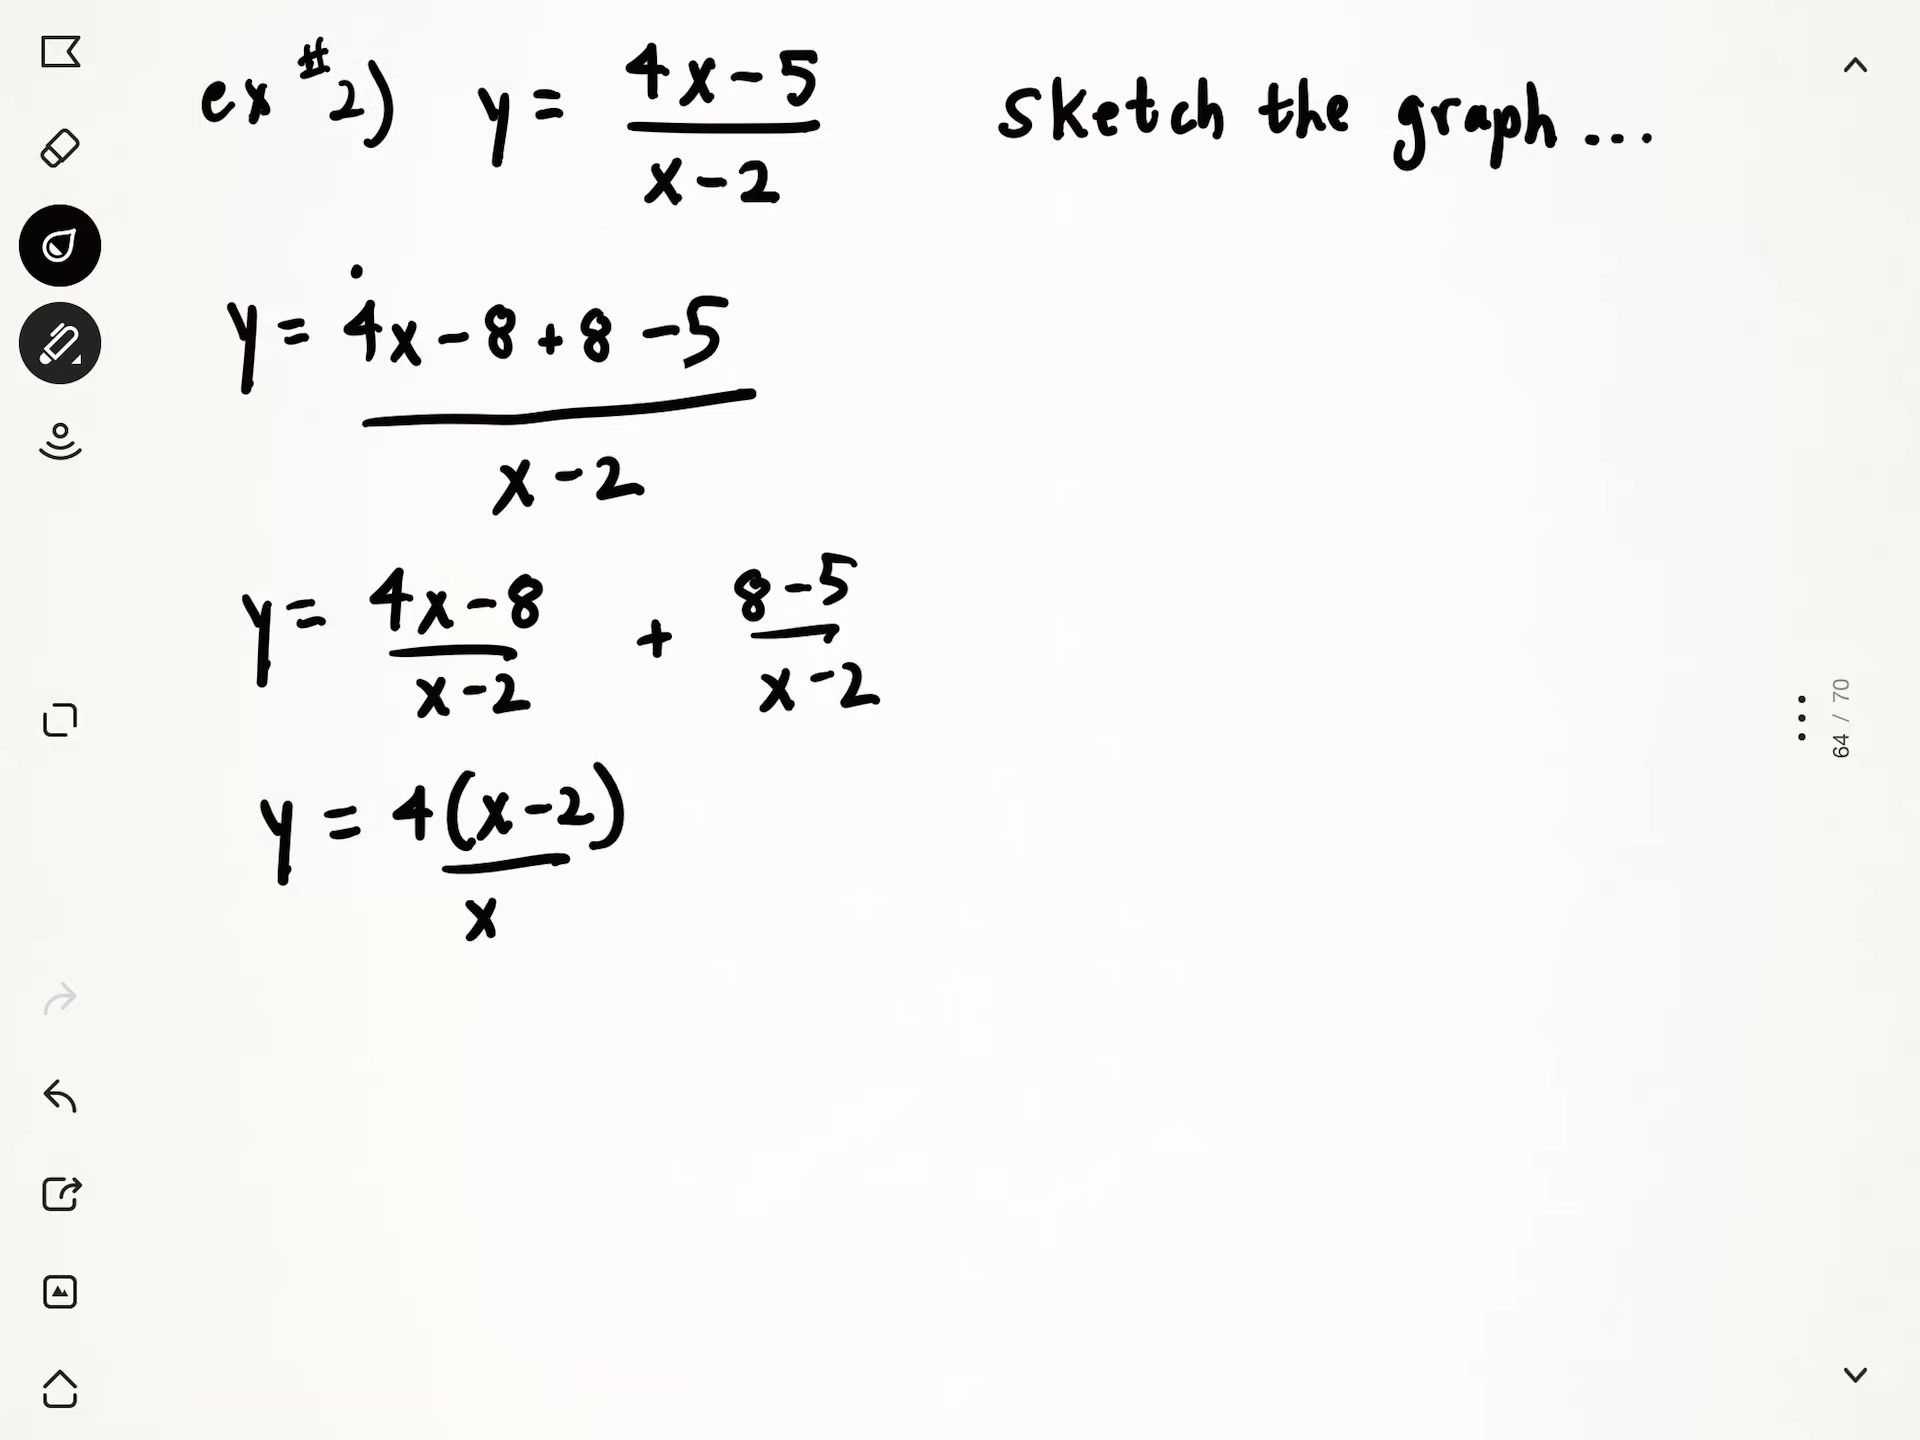 ex #2) y = 4x - 5 / x - 2 sketch the graph ...
y = 4x - 8 + 8 - 5 / x - 2
y = 4x - 8 / x - 2 + 8 - 5 / x - 2
y = 4(x - 2) / x
64 / 70